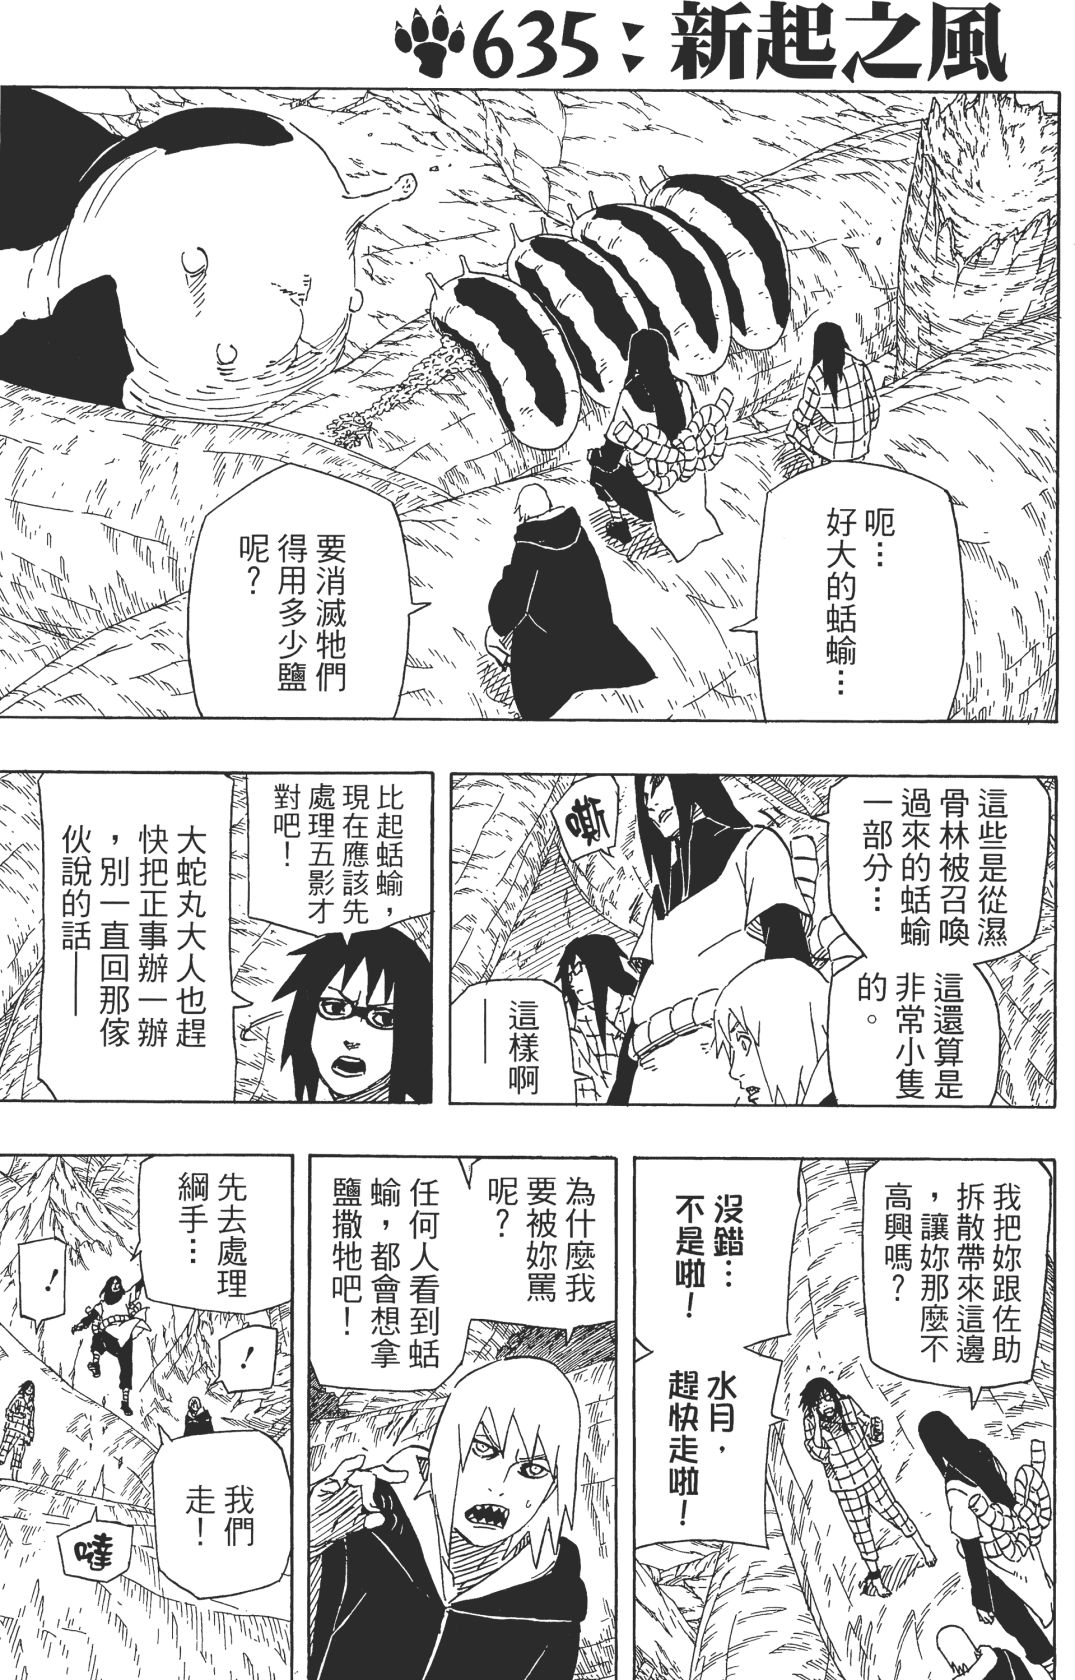 635：新起之風
呃…
好大的蛞蝓…
要消滅牠們
得用多少鹽
呢？
這些是從濕
骨林被召喚
過來的蛞蝓
一部分…
這還算是
非常小隻
的。
嘶
這樣啊
——
比起蛞蝓，
現在應該先
處理五影才
對吧！
大蛇丸大人也趕
快把正事辦一辦
，別一直回那傢
伙說的話——
我把妳跟佐助
拆散帶來這邊
，讓妳那麼不
高興嗎？
沒錯…
不是啦！
水月，
趕快走啦！
為什麼我
要被妳罵
呢？
任何人看到蛞
蝓，都會想拿
鹽撒牠吧！
先去處理
綱手…
！
！
我們
走！
噠